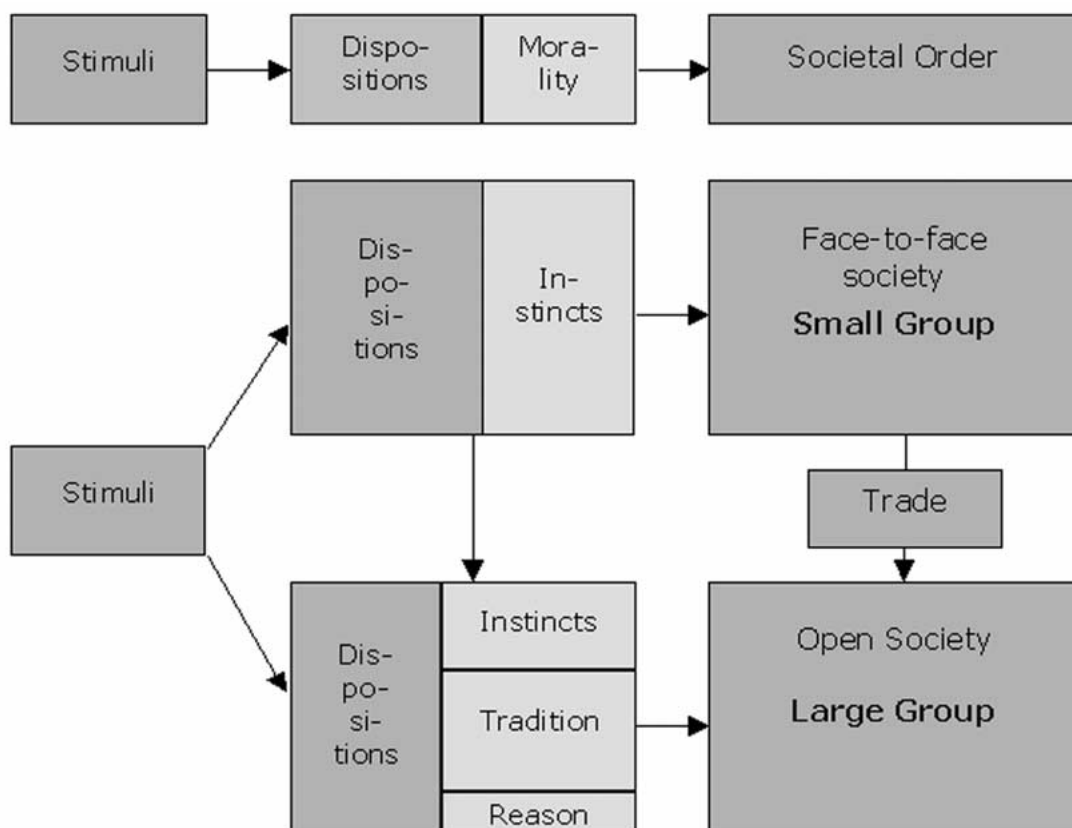 Stimuli
Dispo-
sitions
Mora-
lity
Societal Order
Dis-
po-
si-
tions
In-
stincts
Face-to-face
society
Small Group
Stimuli
Trade
Dis-
po-
si-
tions
Instincts
Tradition
Reason
Open Society
Large Group